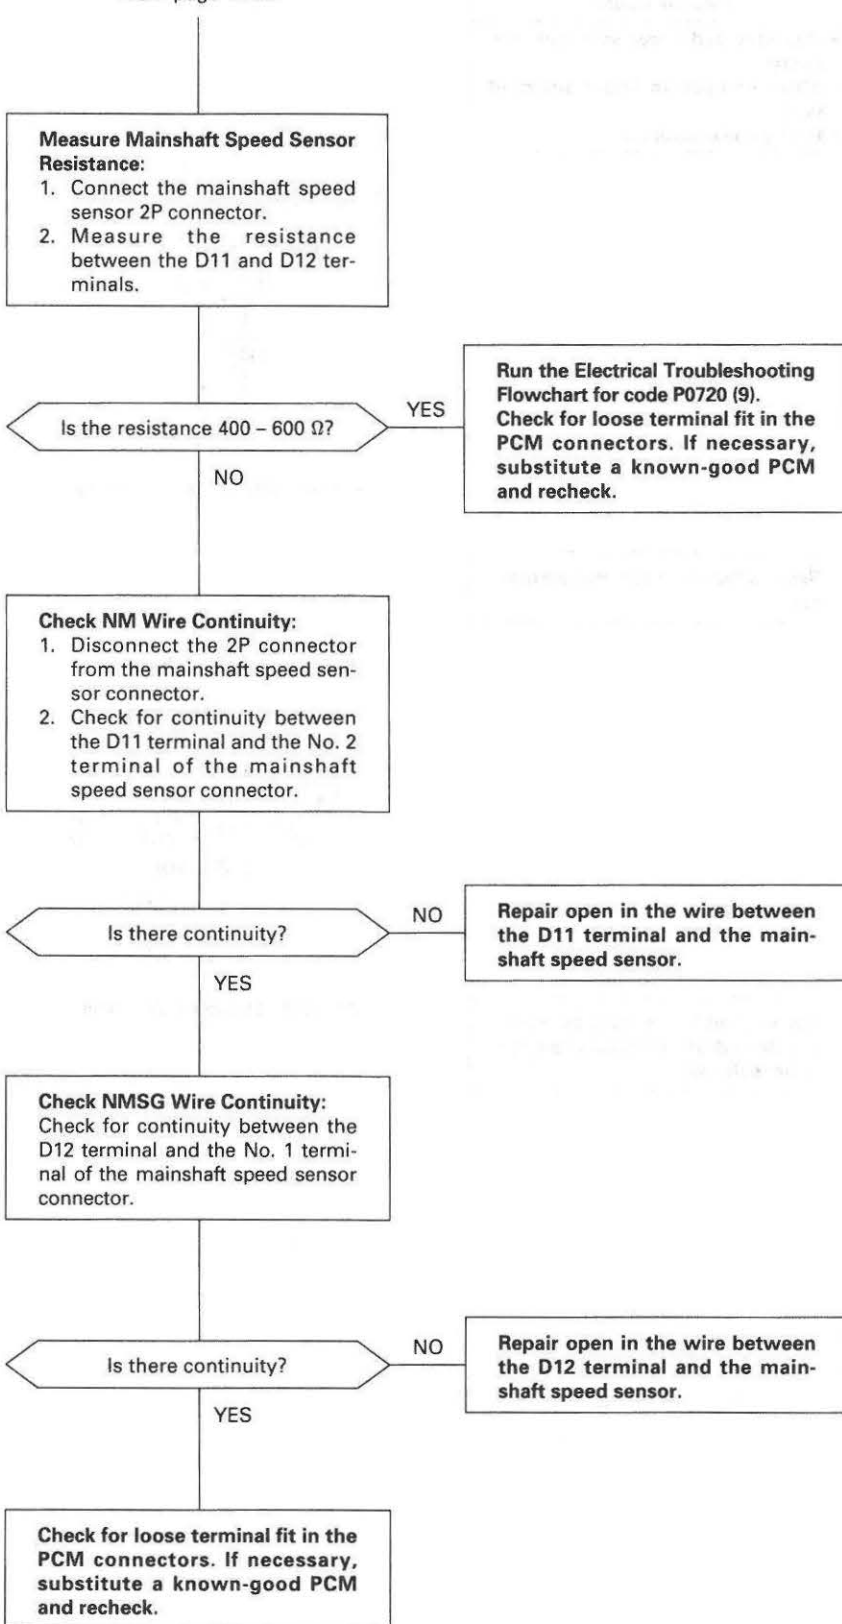 Measure Mainshaft Speed Sensor
Resistance:
1. Connect the mainshaft speed
sensor 2P connector.
2. Measure the resistance
between the D11 and D12 ter-
minals.
Is the resistance 400 – 600 Ω?
YES
Run the Electrical Troubleshooting
Flowchart for code P0720 (9).
Check for loose terminal fit in the
PCM connectors. If necessary,
substitute a known-good PCM
and recheck.
NO
Check NM Wire Continuity:
1. Disconnect the 2P connector
from the mainshaft speed sen-
sor connector.
2. Check for continuity between
the D11 terminal and the No. 2
terminal of the mainshaft
speed sensor connector.
Is there continuity?
NO
Repair open in the wire between
the D11 terminal and the main-
shaft speed sensor.
YES
Check NMSG Wire Continuity:
Check for continuity between the
D12 terminal and the No. 1 termi-
nal of the mainshaft speed sensor
connector.
Is there continuity?
NO
Repair open in the wire between
the D12 terminal and the main-
shaft speed sensor.
YES
Check for loose terminal fit in the
PCM connectors. If necessary,
substitute a known-good PCM
and recheck.